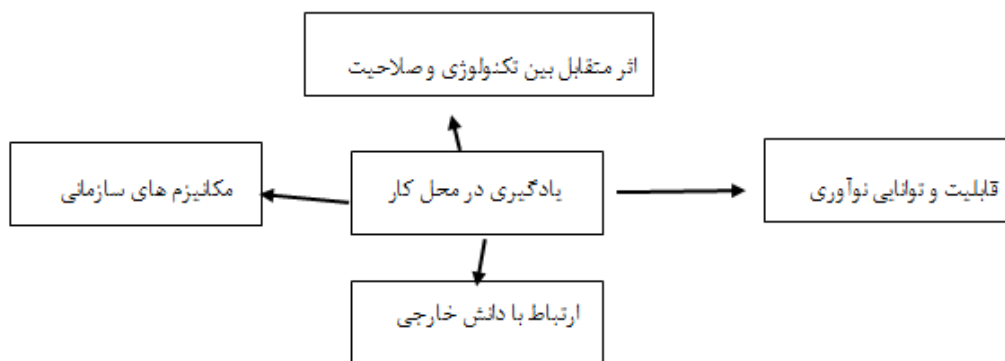 اثر متقابل بین تکنولوژی و صلاحیت
قابلیت و توانایی نوآوری
یادگیری در محل کار
مکانیزم های سازمانی
ارتباط با دانش خارجی